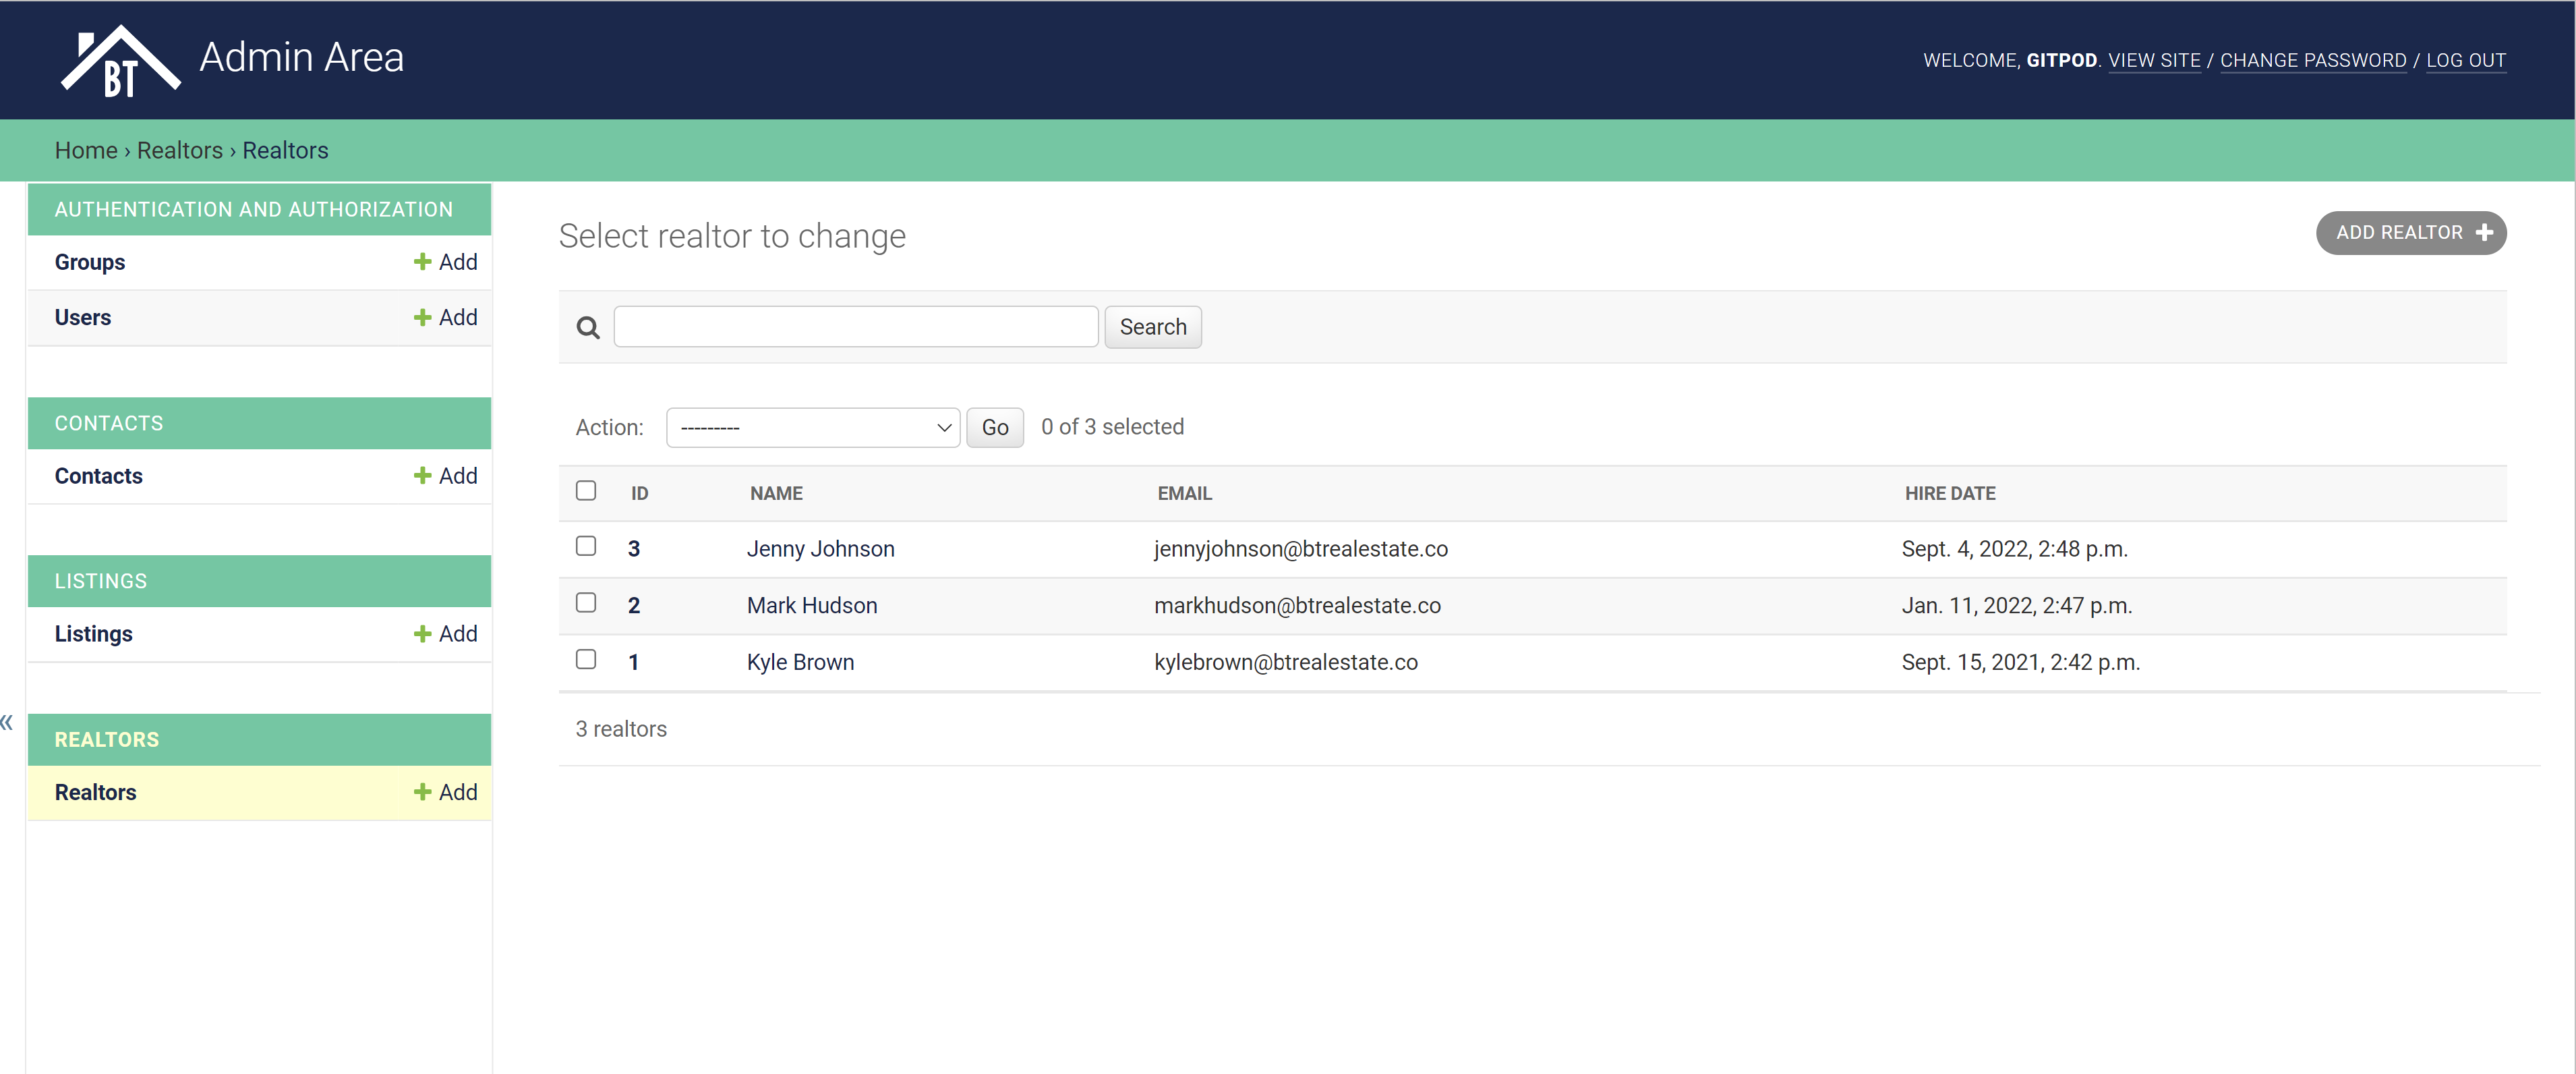 BT
Admin Area
WELCOME, GITPOD. VIEW SITE / CHANGE PASSWORD / LOG OUT
Home › Realtors › Realtors
AUTHENTICATION AND AUTHORIZATION
Groups
Add
Users
Add
CONTACTS
Contacts
Add
LISTINGS
Listings
Add
«
REALTORS
Realtors
Add
Select realtor to change
ADD REALTOR
Search
Action: --------- Go 0 of 3 selected
ID NAME EMAIL HIRE DATE
3 Jenny Johnson jennyjohnson@btrealestate.co Sept. 4, 2022, 2:48 p.m.
2 Mark Hudson markhudson@btrealestate.co Jan. 11, 2022, 2:47 p.m.
1 Kyle Brown kylebrown@btrealestate.co Sept. 15, 2021, 2:42 p.m.
3 realtors